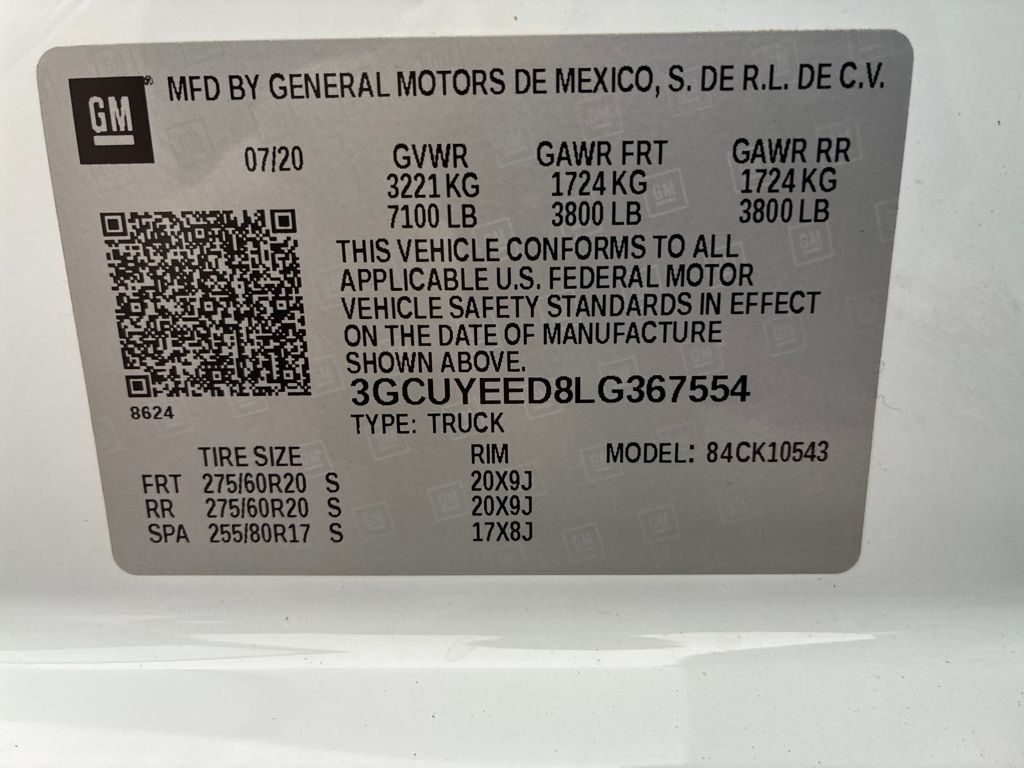 GM ® MFD BY GENERAL MOTORS DE MEXICO, S. DE R.L. DE C.V.
07/20 GVWR GAWR FRT GAWR RR
3221 KG 1724 KG 1724 KG
7100 LB 3800 LB 3800 LB
THIS VEHICLE CONFORMS TO ALL
APPLICABLE U.S. FEDERAL MOTOR
VEHICLE SAFETY STANDARDS IN EFFECT
ON THE DATE OF MANUFACTURE
SHOWN ABOVE.
3GCUYEED8LG367554
8624
TYPE: TRUCK
TIRE SIZE RIM MODEL: 84CK10543
FRT 275/60R20 S 20X9J
RR 275/60R20 S 20X9J
SPA 255/80R17 S 17X8J